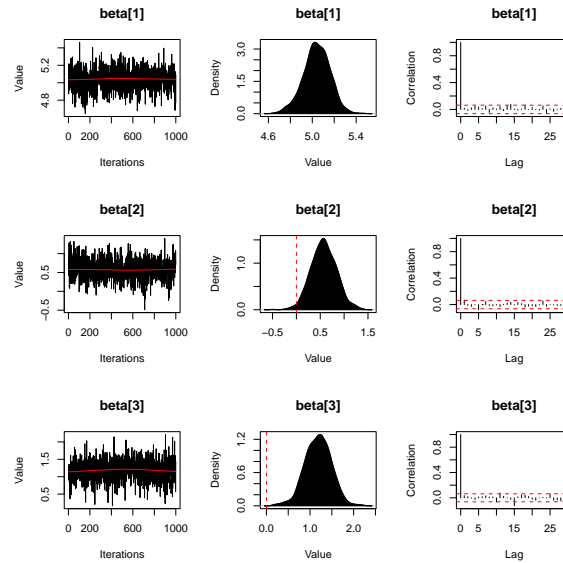 beta[1] beta[1] beta[1]
Value 4.8 5.2
0 200 600 1000
Iterations
Density 0.0 1.5 3.0
4.6 5.0 5.4
Value
Correlation 0.0 0.4 0.8
0 5 15 25
Lag
beta[2] beta[2] beta[2]
Value −0.5 0.5
0 200 600 1000
Iterations
Density 0.0 1.0
−0.5 0.5 1.5
Value
Correlation 0.0 0.4 0.8
0 5 15 25
Lag
beta[3] beta[3] beta[3]
Value 0.5 1.5
0 200 600 1000
Iterations
Density 0.0 0.6 1.2
0.0 1.0 2.0
Value
Correlation 0.0 0.4 0.8
0 5 15 25
Lag